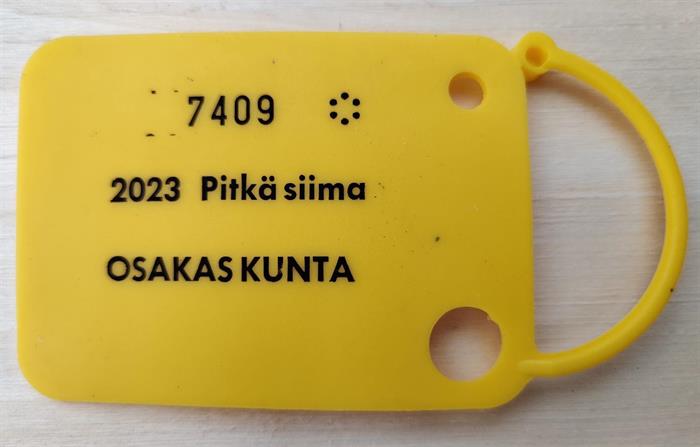 7409
2023 Pitkä siima
OSAKAS KUNTA